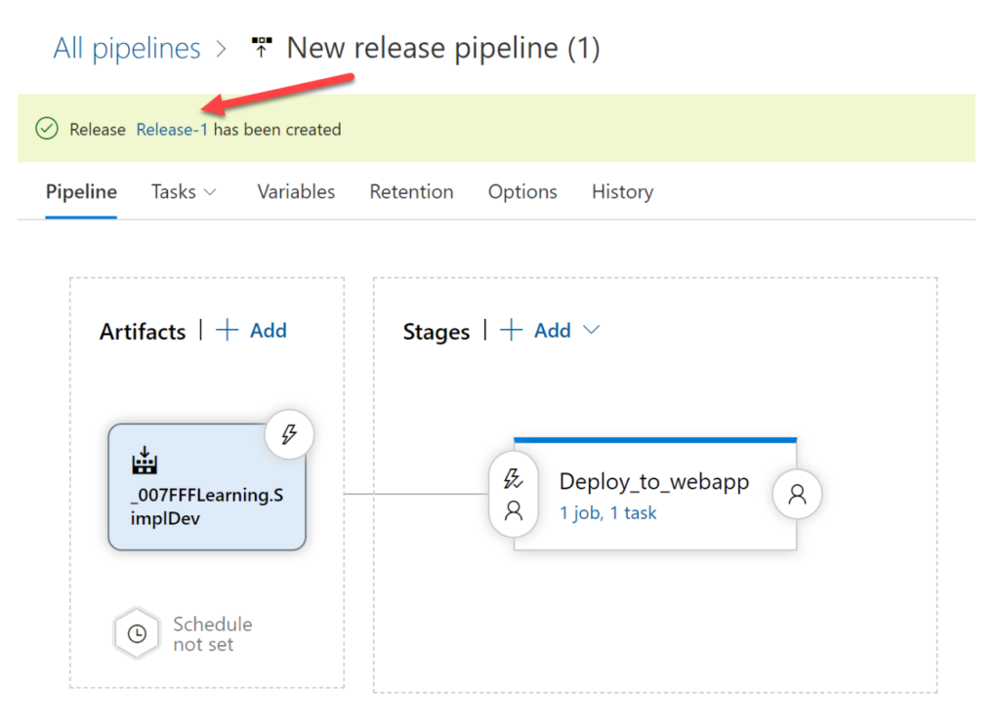 All pipelines > New release pipeline (1)
Release Release-1 has been created
Pipeline Tasks Variables Retention Options History
Artifacts | + Add
Stages | + Add
_007FFFLearning.S
implDev
Deploy_to_webapp
1 job, 1 task
Schedule
not set